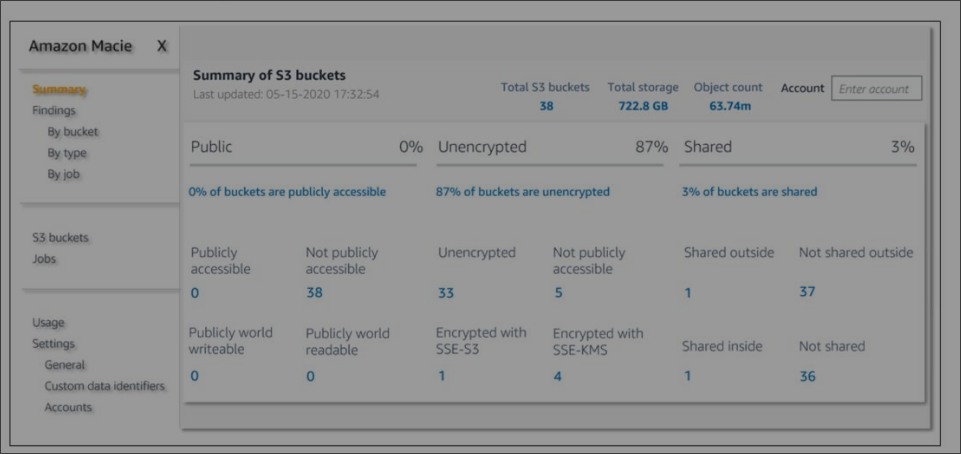 Amazon Macie X
Summary
Findings
By bucket
By type
By job
S3 buckets
Jobs
Usage
Settings
General
Custom data identifiers
Accounts
Summary of S3 buckets
Last updated: 05-15-2020 17:32:54
Total S3 buckets
38
Total storage
722.8 GB
Object count
63.74m
Account
Enter account
Public 0%
0% of buckets are publicly accessible
Publicly
accessible
0
Not publicly
accessible
38
Publicly world
writeable
0
Publicly world
readable
0
Unencrypted 87%
87% of buckets are unencrypted
Unencrypted
33
Not publicly
accessible
5
Encrypted with
SSE-S3
1
Encrypted with
SSE-KMS
4
Shared 3%
3% of buckets are shared
Shared outside
1
Not shared outside
37
Shared inside
1
Not shared
36